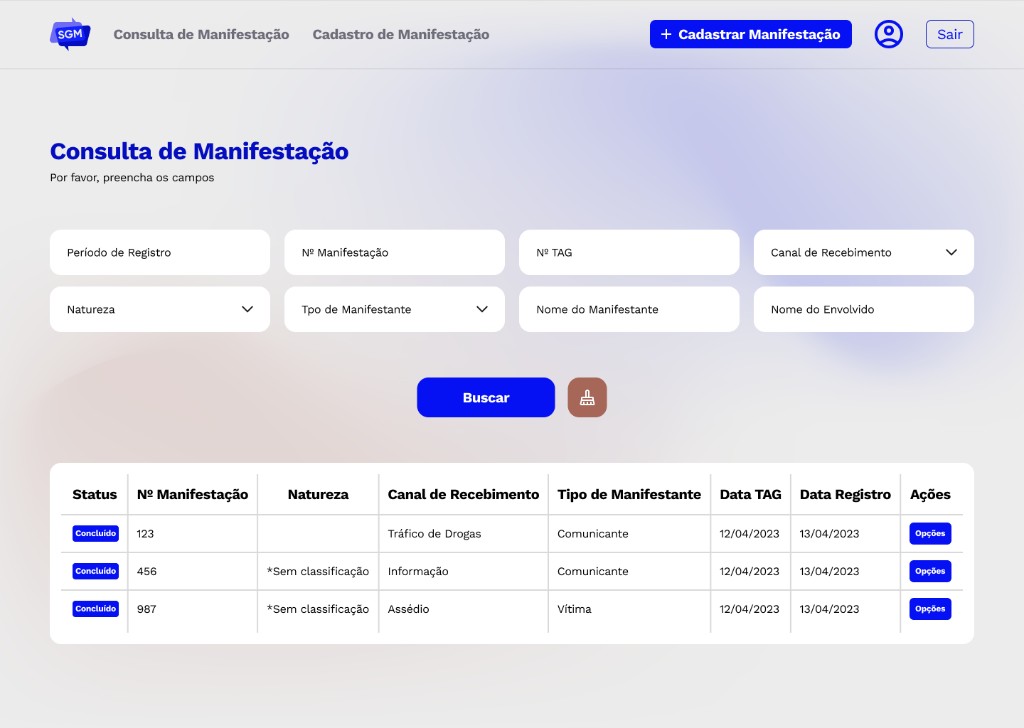 SGM Consulta de Manifestação Cadastro de Manifestação + Cadastrar Manifestação Sair
Consulta de Manifestação
Por favor, preencha os campos
Período de Registro Nº Manifestação Nº TAG Canal de Recebimento
Natureza Tpo de Manifestante Nome do Manifestante Nome do Envolvido
Buscar
Status Nº Manifestação Natureza Canal de Recebimento Tipo de Manifestante Data TAG Data Registro Ações
Concluído 123 Tráfico de Drogas Comunicante 12/04/2023 13/04/2023 Opções
Concluído 456 *Sem classificação Informação Comunicante 12/04/2023 13/04/2023 Opções
Concluído 987 *Sem classificação Assédio Vítima 12/04/2023 13/04/2023 Opções